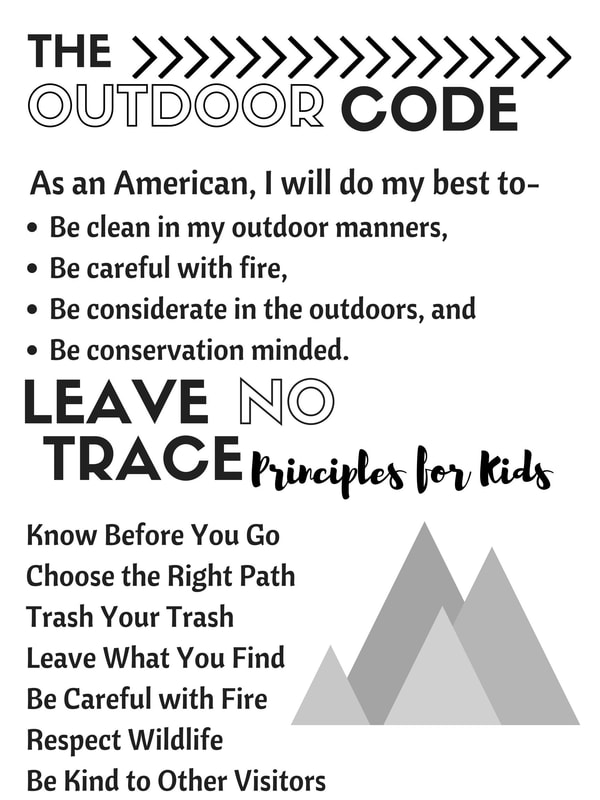 THE
OUTDOOR CODE
As an American, I will do my best to-
• Be clean in my outdoor manners,
• Be careful with fire,
• Be considerate in the outdoors, and
• Be conservation minded.
LEAVE NO
TRACE Principles for Kids
Know Before You Go
Choose the Right Path
Trash Your Trash
Leave What You Find
Be Careful with Fire
Respect Wildlife
Be Kind to Other Visitors